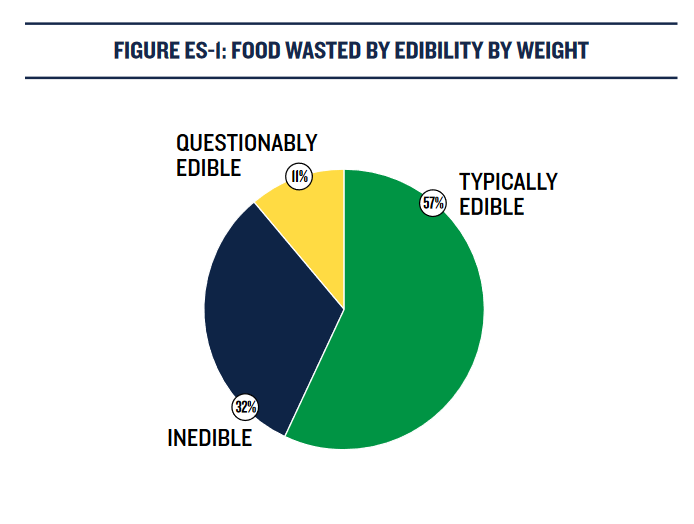 FIGURE ES-1: FOOD WASTED BY EDIBILITY BY WEIGHT
QUESTIONABLY
EDIBLE
11%
TYPICALLY
EDIBLE
57%
32%
INEDIBLE